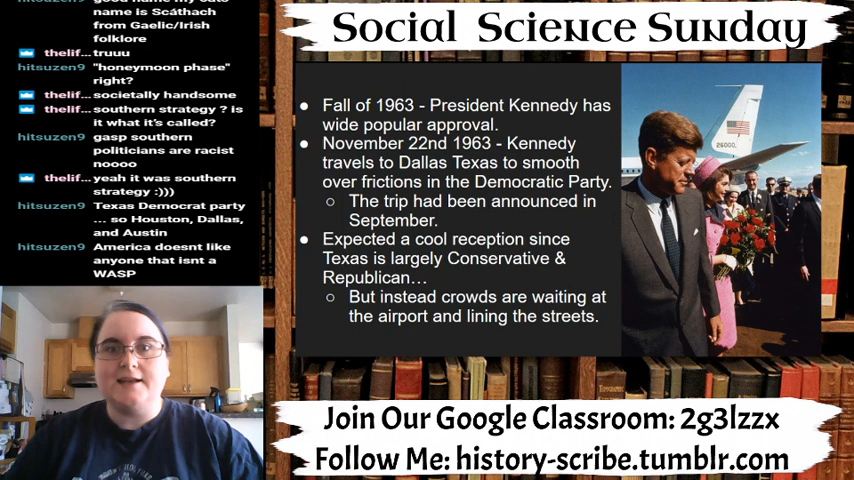 good name my cats
name is Scáthach
from Gaelic/Irish
folklore
thelif... truuu
hitsuzen9 "honeymoon phase"
right?
thelif... societally handsome
thelif... southern strategy ? is
it what it's called?
hitsuzen9 gasp southern
politicians are racist
noooo
thelif... yeah it was southern
strategy :)))
hitsuzen9 Texas Democrat party
... so Houston, Dallas,
and Austin
hitsuzen9 America doesnt like
anyone that isnt a
WASP
Social Science Sunday
• Fall of 1963 - President Kennedy has
wide popular approval.
• November 22nd 1963 - Kennedy
travels to Dallas Texas to smooth
over frictions in the Democratic Party.
○ The trip had been announced in
September.
• Expected a cool reception since
Texas is largely Conservative &
Republican...
○ But instead crowds are waiting at
the airport and lining the streets.
26000
Join Our Google Classroom: 2g3lzzx
Follow Me: history-scribe.tumblr.com